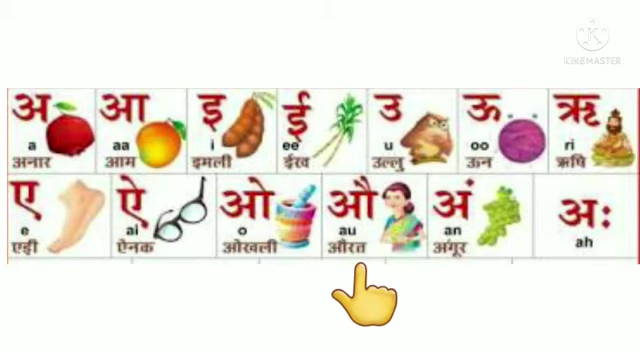 KINEMASTER
अ आ इ ई उ ऊ ऋ
a aa i ee u oo ri
अनार आम इमली ईख उल्लु ऊन ऋषि
ए ऐ ओ औ अं अः
e ai o au an ah
एड़ी ऐनक ओखली औरत अंगूर